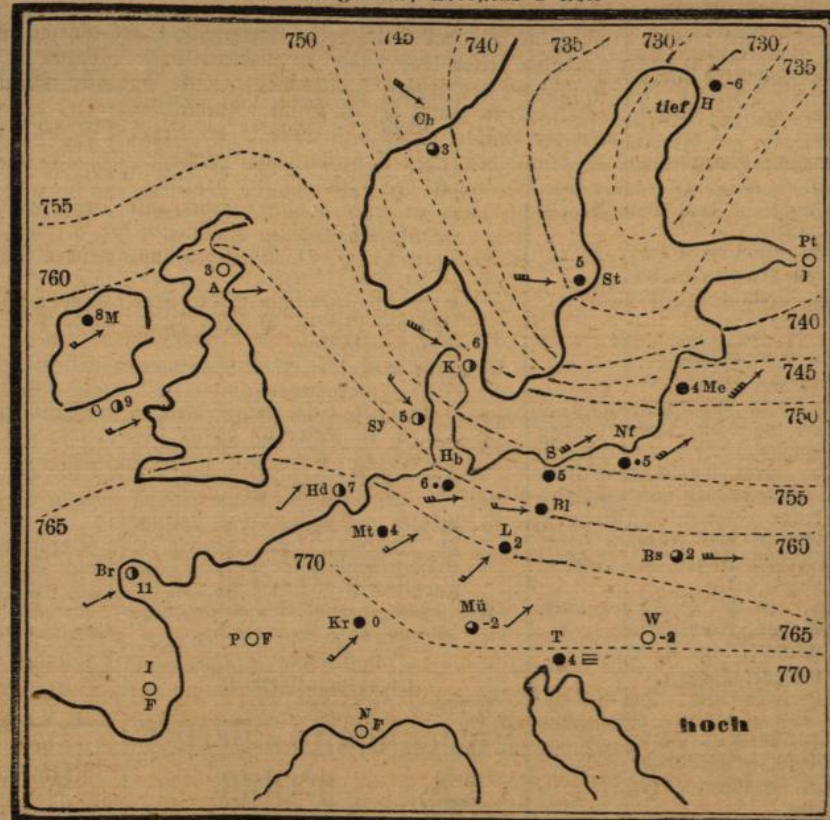 750 745 740 735 730 730 735
tief H -6
Ch
3
755
760
3
A
5
St
Pt
1
8 M
740
6
K
745
4 Me
O 9
5
Sy
750
S Nf
Hb
5
5
755
Hd 7
6
Bl
765
Mt 4
L
2
760
Bs 2
Br
11
770
Kr 0
Mü
-2
W
-2
765
P F
T
4
770
I
F
N
F
hoch